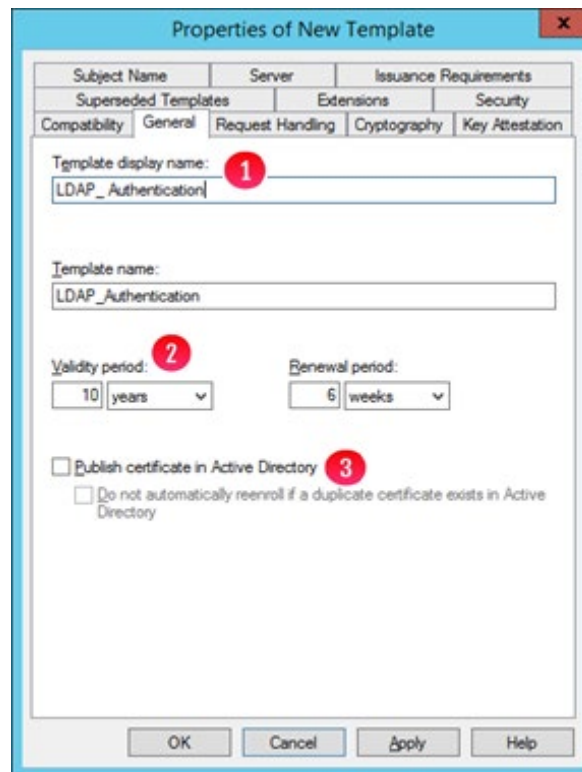 Properties of New Template
x
Subject Name Server Issuance Requirements
Superseded Templates Extensions Security
Compatibility General Request Handling Cryptography Key Attestation
Template display name: 1
LDAP_ Authentication
Template name:
LDAP_Authentication
Validity period: 2 Renewal period:
10 years 6 weeks
Publish certificate in Active Directory 3
Do not automatically reenroll if a duplicate certificate exists in Active
Directory
OK Cancel Apply Help